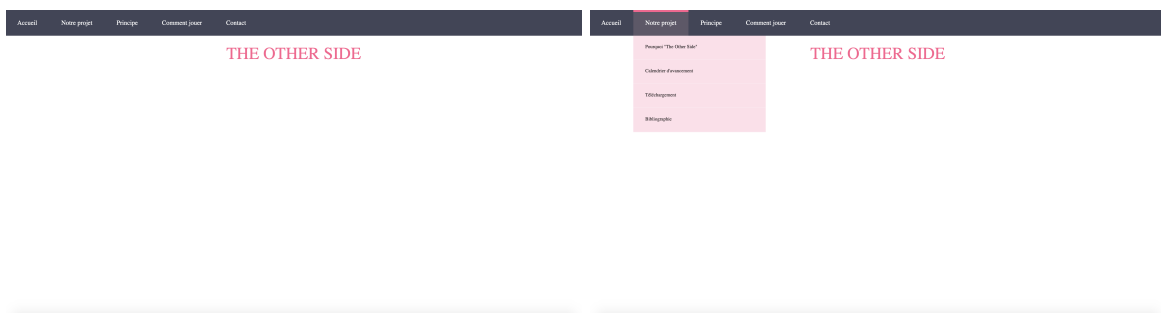 Accueil Notre projet Principe Comment jouer Contact
THE OTHER SIDE
Accueil Notre projet Principe Comment jouer Contact
THE OTHER SIDE
Pourquoi "The Other Side"
Calendrier d'avancement
Téléchargement
Bibliographie